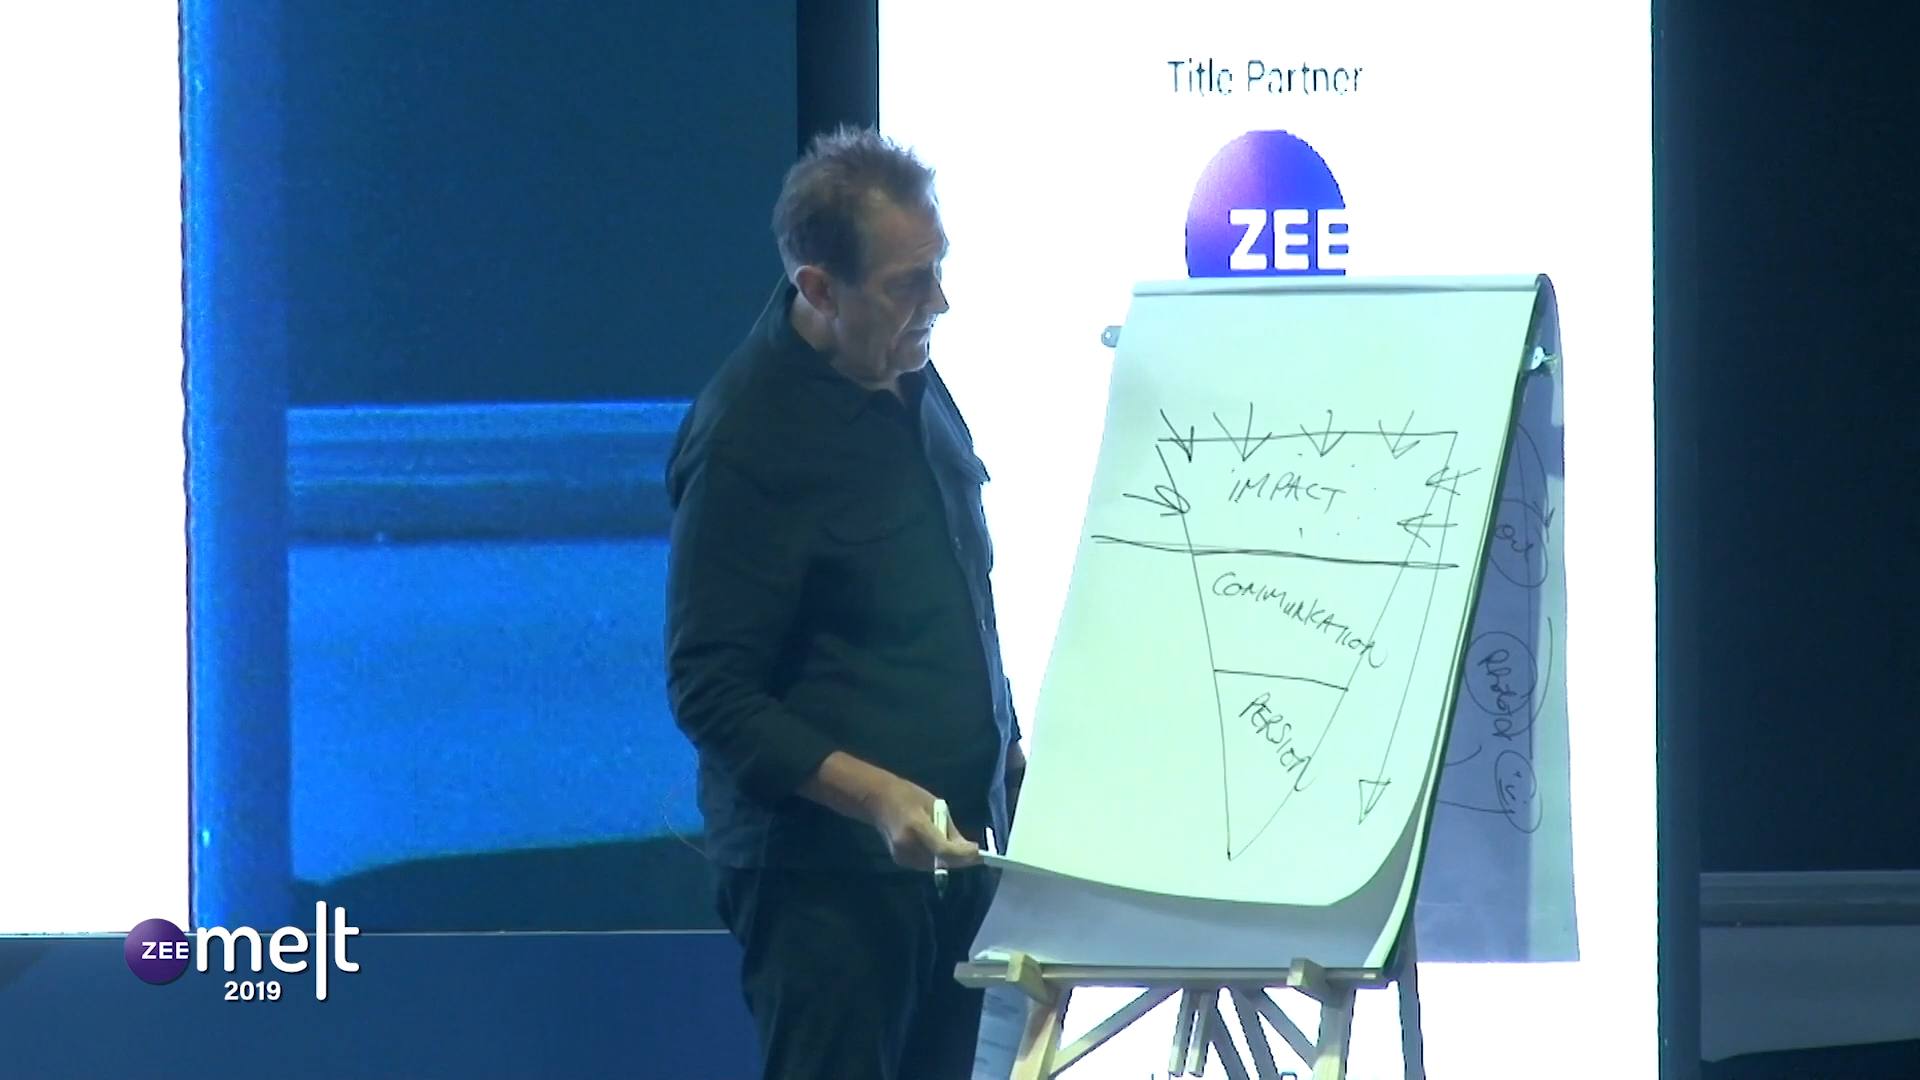 Title Partner
ZEE
IMPACT
COMMUNICATION
PERSION
ZEE melt
2019